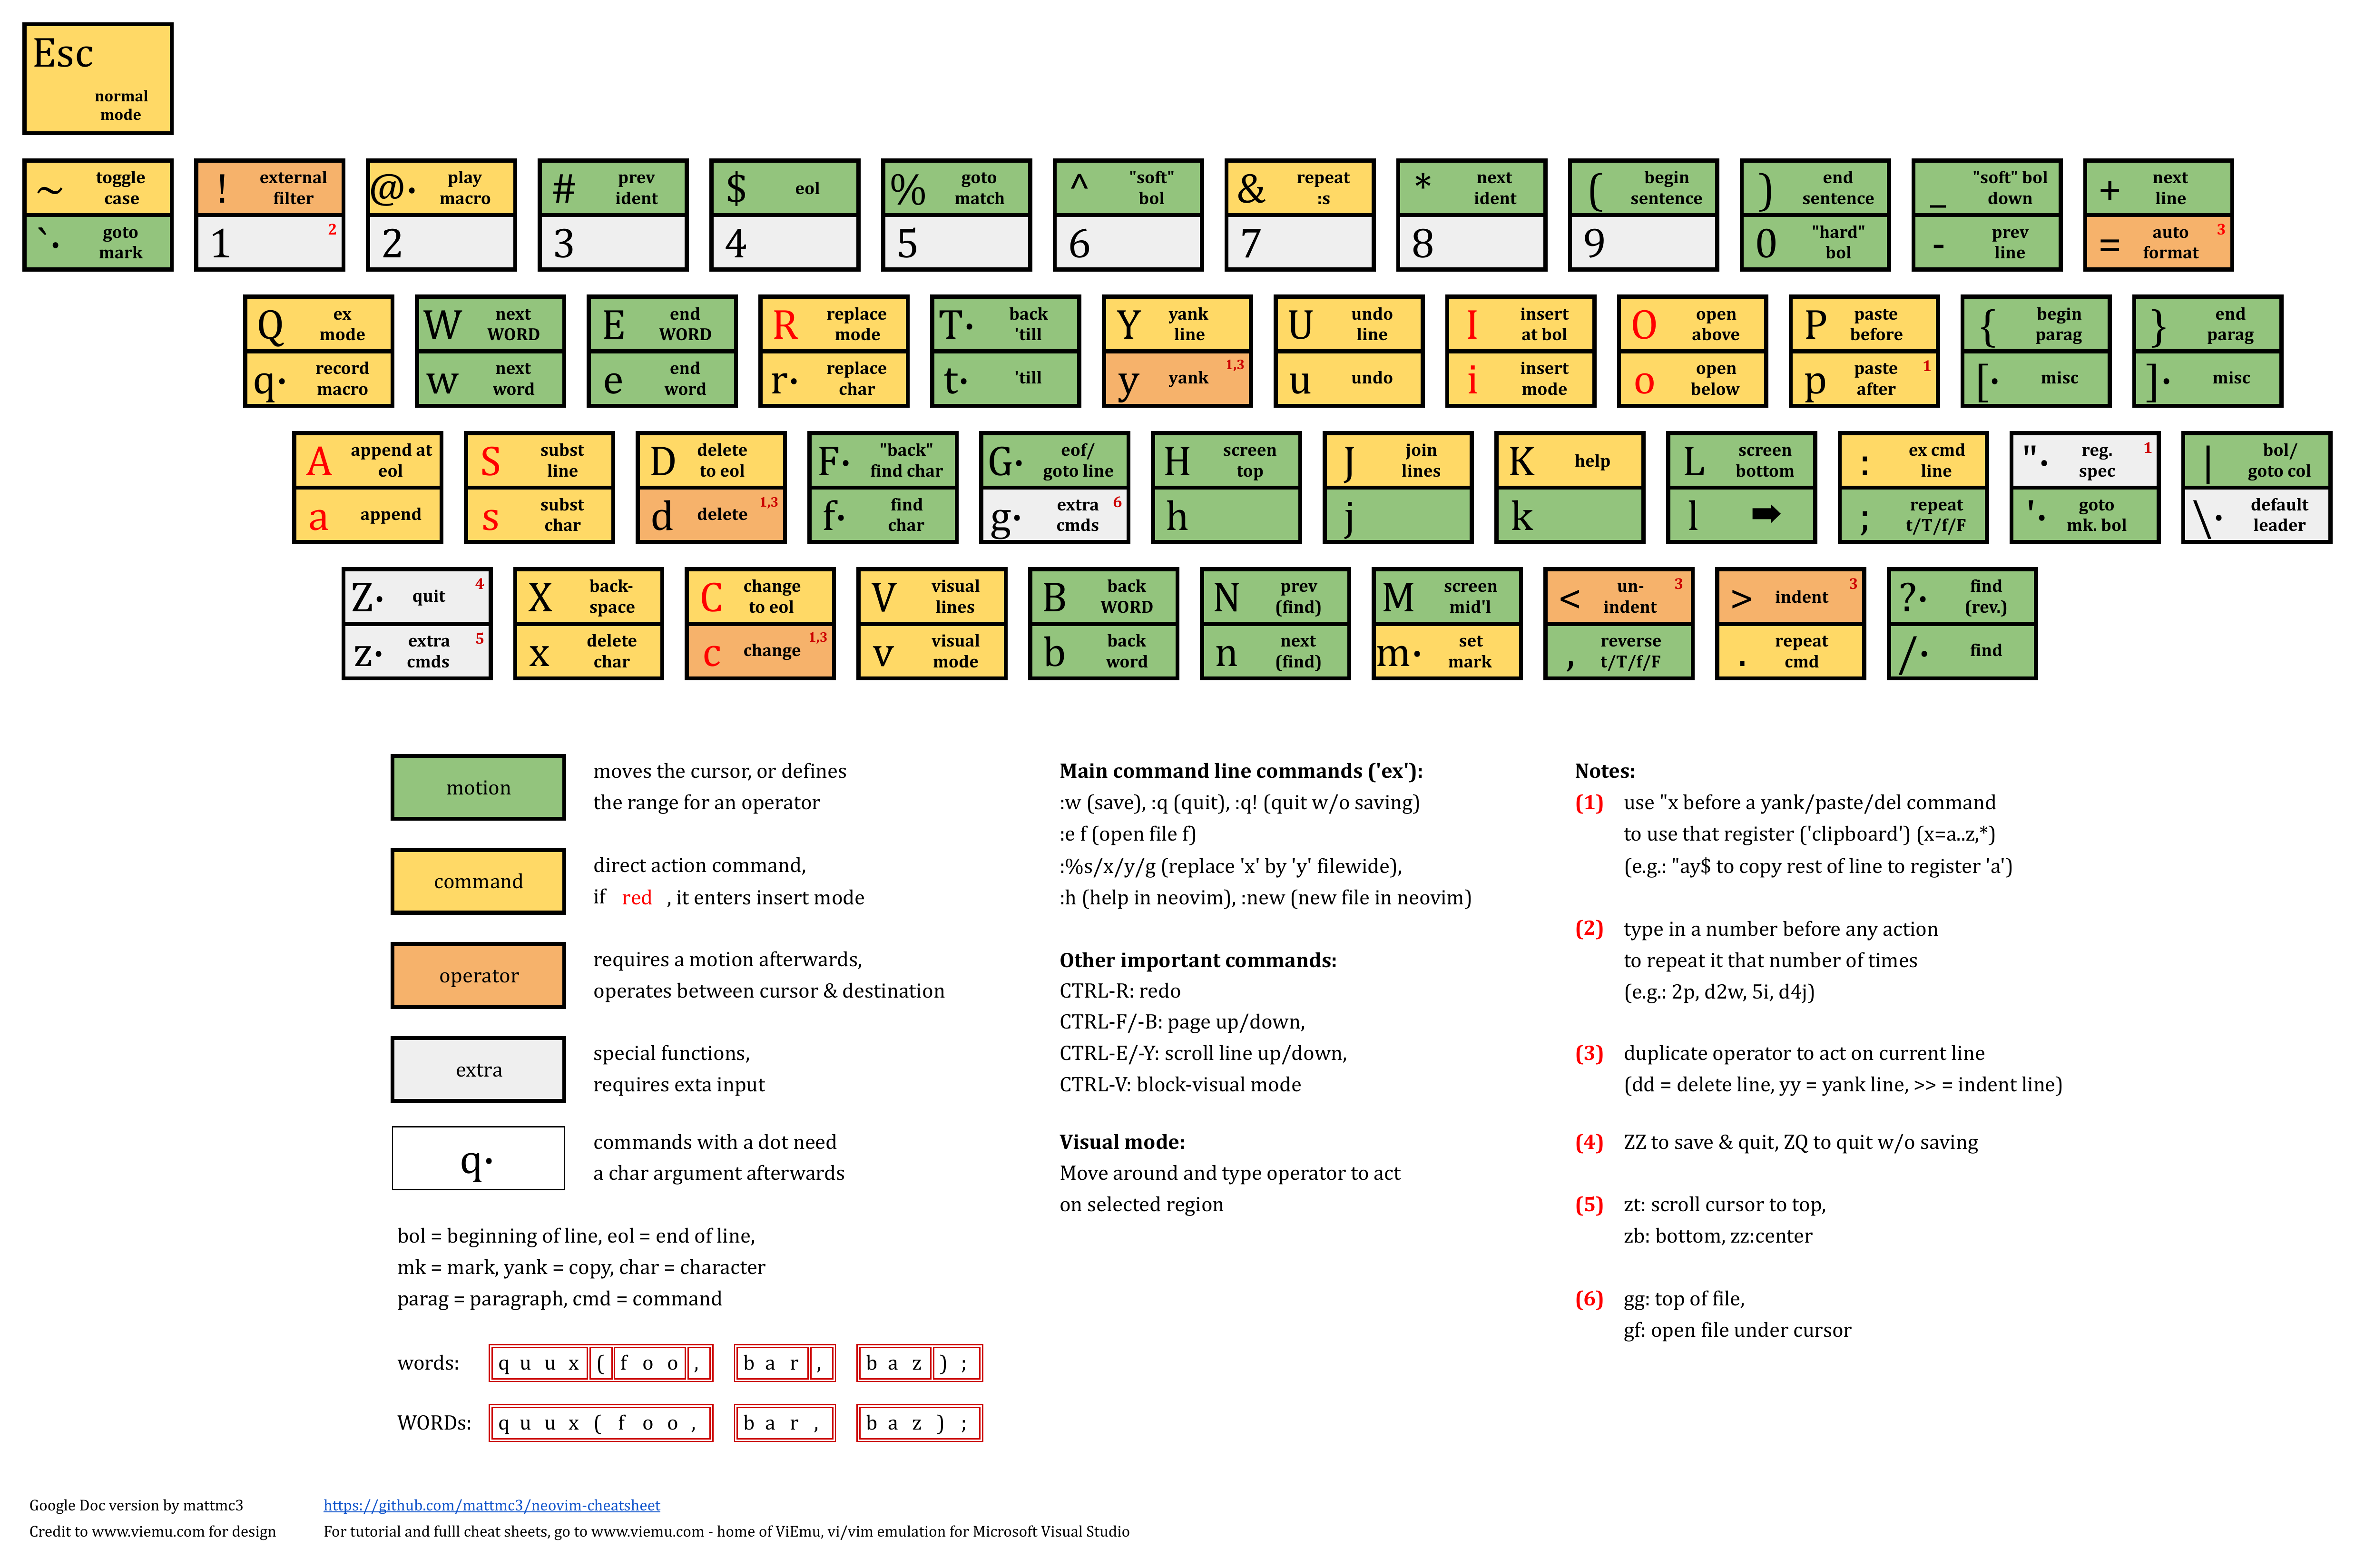 Esc
normal
mode
~ toggle case
`· goto mark
! external filter
1 2
@· play macro
2
# prev ident
3
$ eol
4
% goto match
5
^ "soft" bol
6
& repeat :s
7
* next ident
8
( begin sentence
9
) end sentence
0 "hard" bol
_ "soft" bol down
- prev line
+ next line
= auto format 3
Q ex mode
q· record macro
W next WORD
w next word
E end WORD
e end word
R replace mode
r· replace char
T· back 'till
t· 'till
Y yank line
y yank 1,3
U undo line
u undo
I insert at bol
i insert mode
O open above
o open below
P paste before
p paste after 1
{ begin parag
[· misc
} end parag
]· misc
A append at eol
a append
S subst line
s subst char
D delete to eol
d delete 1,3
F· "back" find char
f· find char
G· eof/ goto line
g· extra cmds 6
H screen top
h
J join lines
j
K help
k
L screen bottom
l ➡
: ex cmd line
; repeat t/T/f/F
"· reg. spec 1
'· goto mk. bol
| bol/ goto col
\· default leader
Z· quit 4
z· extra cmds 5
X back-space
x delete char
C change to eol
c change 1,3
V visual lines
v visual mode
B back WORD
b back word
N prev (find)
n next (find)
M screen mid'l
m· set mark
< un-indent 3
, reverse t/T/f/F
> indent 3
. repeat cmd
?· find (rev.)
/· find
motion
moves the cursor, or defines
the range for an operator
command
direct action command,
if red , it enters insert mode
operator
requires a motion afterwards,
operates between cursor & destination
extra
special functions,
requires exta input
q·
commands with a dot need
a char argument afterwards
bol = beginning of line, eol = end of line,
mk = mark, yank = copy, char = character
parag = paragraph, cmd = command
words: quux(foo, bar, baz);
WORDs: quux(foo, bar, baz);
Main command line commands ('ex'):
:w (save), :q (quit), :q! (quit w/o saving)
:e f (open file f)
:%s/x/y/g (replace 'x' by 'y' filewide),
:h (help in neovim), :new (new file in neovim)
Other important commands:
CTRL-R: redo
CTRL-F/-B: page up/down,
CTRL-E/-Y: scroll line up/down,
CTRL-V: block-visual mode
Visual mode:
Move around and type operator to act
on selected region
Notes:
(1) use "x before a yank/paste/del command
to use that register ('clipboard') (x=a..z,*)
(e.g.: "ay$ to copy rest of line to register 'a')
(2) type in a number before any action
to repeat it that number of times
(e.g.: 2p, d2w, 5i, d4j)
(3) duplicate operator to act on current line
(dd = delete line, yy = yank line, >> = indent line)
(4) ZZ to save & quit, ZQ to quit w/o saving
(5) zt: scroll cursor to top,
zb: bottom, zz:center
(6) gg: top of file,
gf: open file under cursor
Google Doc version by mattmc3 https://github.com/mattmc3/neovim-cheatsheet
Credit to www.viemu.com for design For tutorial and fulll cheat sheets, go to www.viemu.com - home of ViEmu, vi/vim emulation for Microsoft Visual Studio